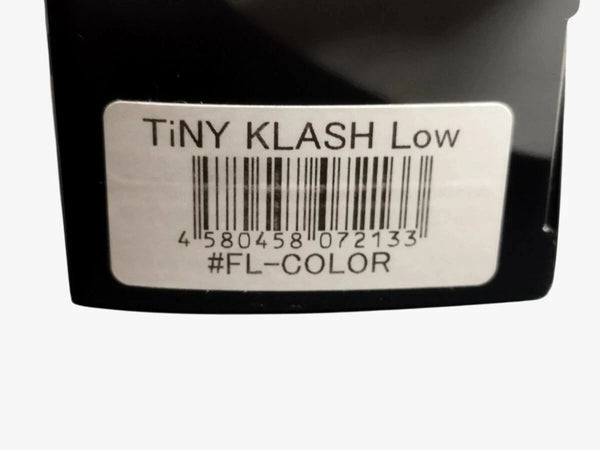 TiNY KLASH Low
4 580458 072133
#FL-COLOR